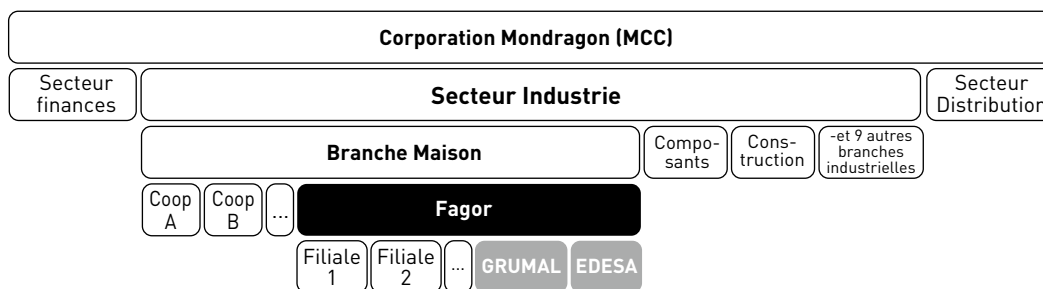 Corporation Mondragon (MCC)
Secteur
finances
Secteur Industrie
Secteur
Distribution
Branche Maison
Compo-
sants
Cons-
truction
-et 9 autres
branches
industrielles
Coop
A
Coop
B
...
Fagor
Filiale
1
Filiale
2
...
GRUMAL
EDESA